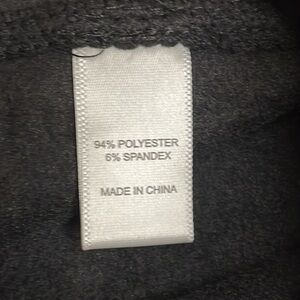 94% POLYESTER
6% SPANDEX
MADE IN CHINA